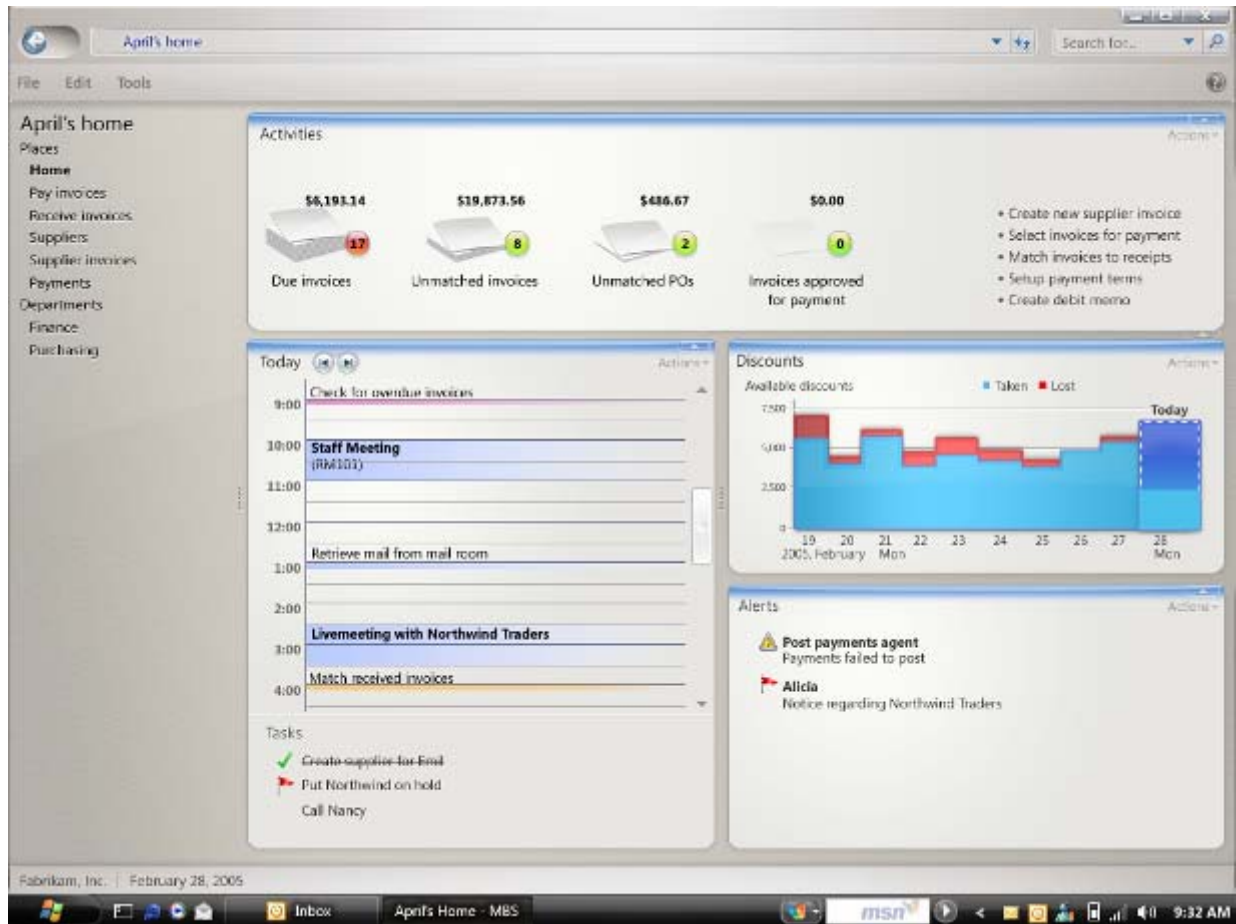 April's home
Search for...
File Edit Tools
April's home
Places
Home
Pay invoices
Receive invoices
Suppliers
Supplier invoices
Payments
Departments
Finance
Purchasing
Activities
Actions
$6,193.14
17
Due invoices
$19,873.56
8
Unmatched invoices
$486.67
2
Unmatched POs
$0.00
0
Invoices approved
for payment
• Create new supplier invoice
• Select invoices for payment
• Match invoices to receipts
• Setup payment terms
• Create debit memo
Today
Actions
Check for overdue invoices
9:00
10:00 Staff Meeting
(RM101)
11:00
12:00
Retrieve mail from mail room
1:00
2:00
Livemeeting with Northwind Traders
3:00
Match received invoices
4:00
Tasks
Create supplier for Emil
Put Northwind on hold
Call Nancy
Discounts
Actions
Available discounts
Taken Lost
7,500
5,000
2,500
0
Today
19 20 21 22 23 24 25 26 27 28
2005, February Mon Mon
Alerts
Actions
Post payments agent
Payments failed to post
Alicia
Notice regarding Northwind Traders
Fabrikam, Inc. | February 28, 2005
Inbox
April's Home - MBS
msn
9:32 AM